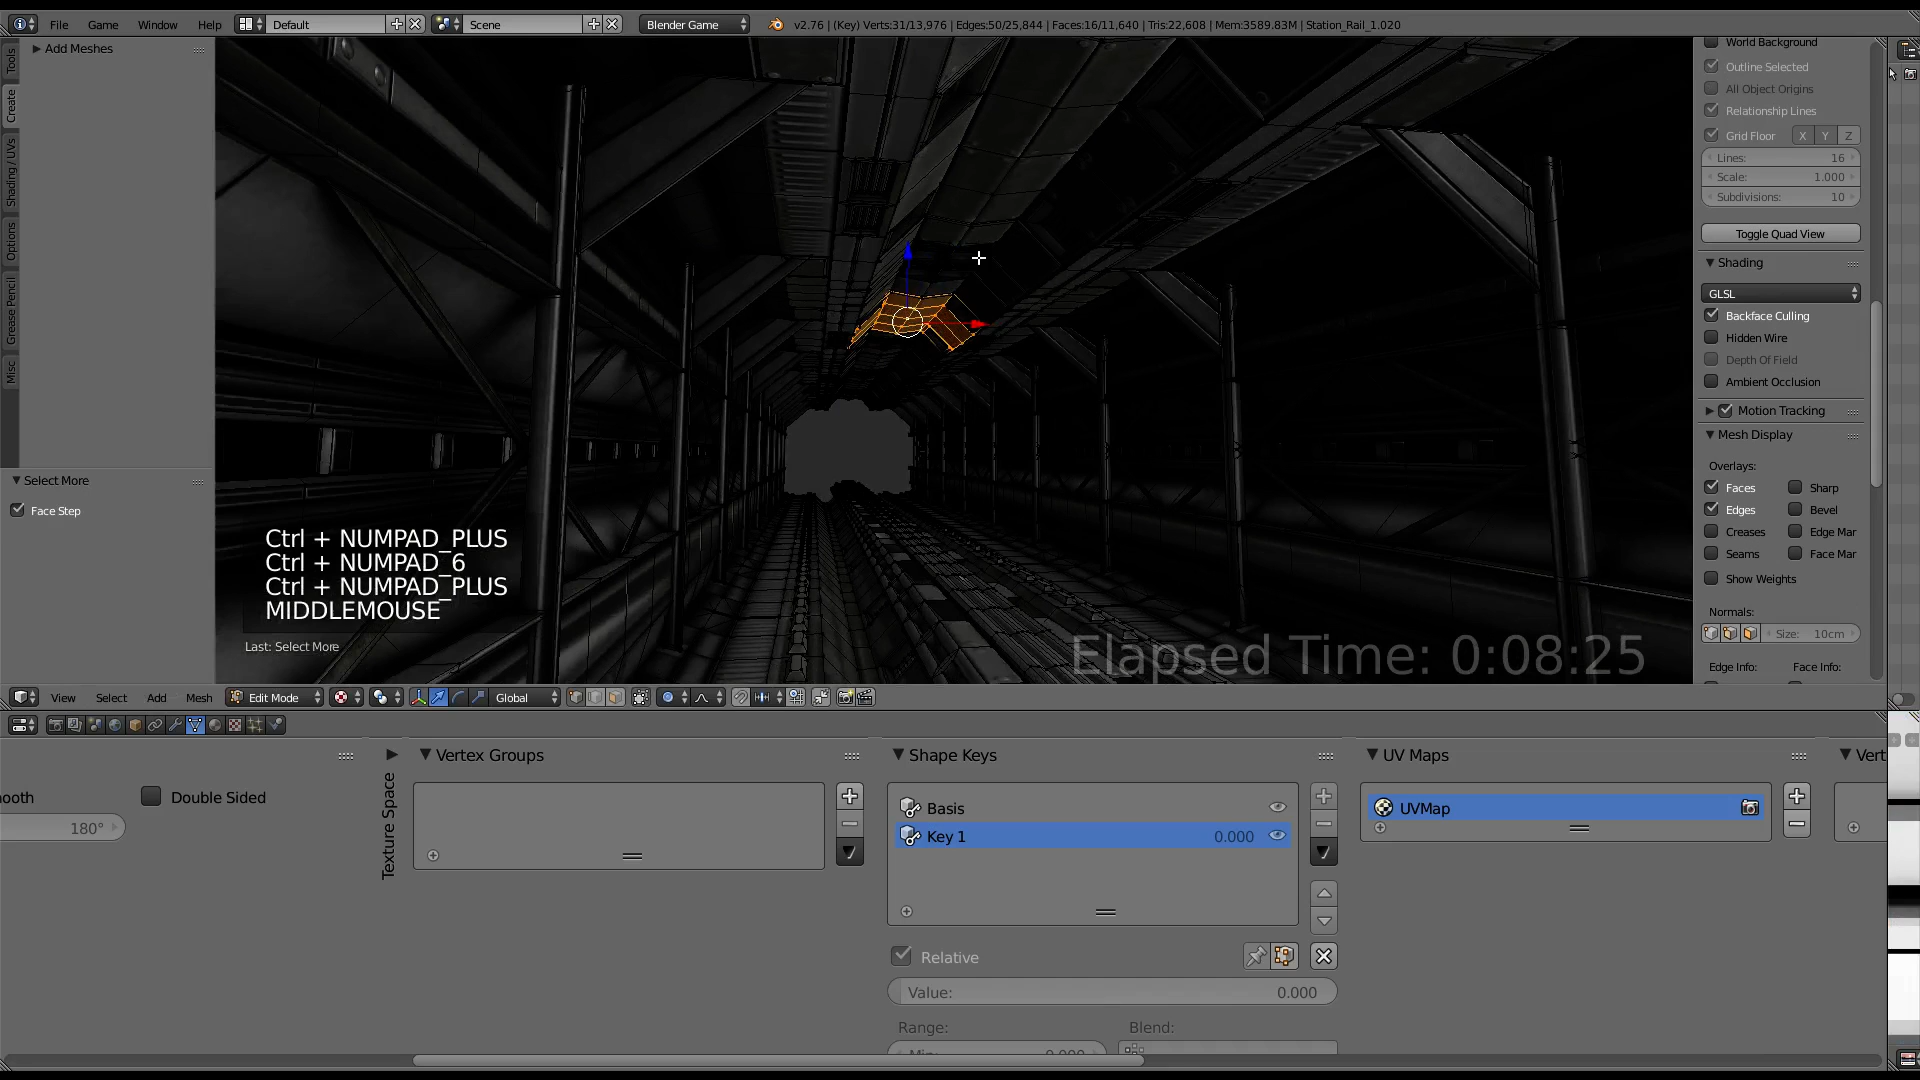 File Game Window Help Default Scene Blender Game v2.76 | (Key) Verts:31/13,976 | Edges:50/25,844 | Faces:16/11,640 | Tris:22,608 | Mem:3589.83M | Station_Rail_1.020
Add Meshes
Tools
Create
Shading / UVs
Options
Grease Pencil
Misc
Select More
Face Step
Ctrl + NUMPAD_PLUS
Ctrl + NUMPAD_6
Ctrl + NUMPAD_PLUS
MIDDLEMOUSE
Last: Select More
Elapsed Time: 0:08:25
World Background
Outline Selected
All Object Origins
Relationship Lines
Grid Floor X Y Z
Lines: 16
Scale: 1.000
Subdivisions: 10
Toggle Quad View
Shading
GLSL
Backface Culling
Hidden Wire
Depth Of Field
Ambient Occlusion
Motion Tracking
Mesh Display
Overlays:
Faces Sharp
Edges Bevel
Creases Edge Mar
Seams Face Mar
Show Weights
Normals:
Size: 10cm
Edge Info: Face Info:
View Select Add Mesh Edit Mode Global
ooth
180°
Double Sided
Texture Space
Vertex Groups
Shape Keys
Basis
Key 1 0.000
Relative
Value: 0.000
Range: Blend:
UV Maps
UVMap
Vert